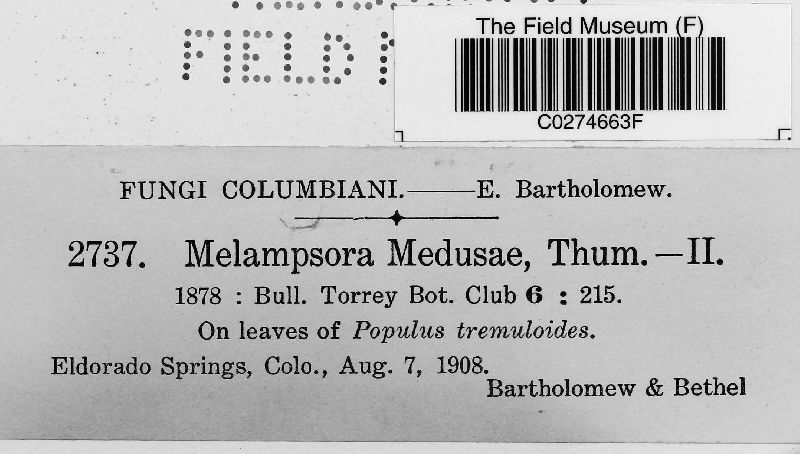 The Field Museum (F)
FIELD
C0274663F
FUNGI COLUMBIANI.——E. Bartholomew.
2737. Melampsora Medusae, Thum.—II.
1878 : Bull. Torrey Bot. Club 6 : 215.
On leaves of Populus tremuloides.
Eldorado Springs, Colo., Aug. 7, 1908.
Bartholomew & Bethel